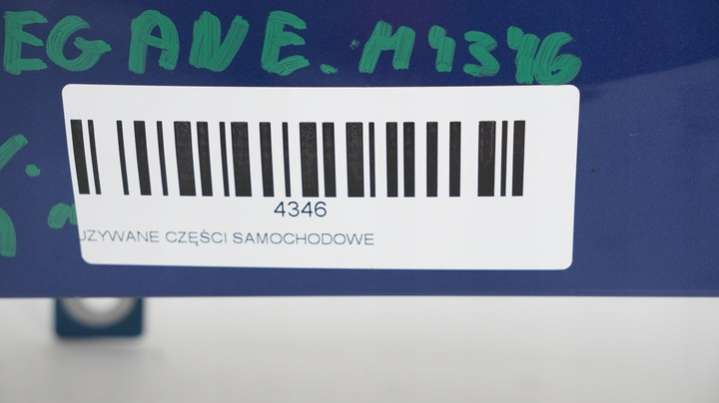 EGANE. M4346
4346
UZYWANE CZĘŚCI SAMOCHODOWE